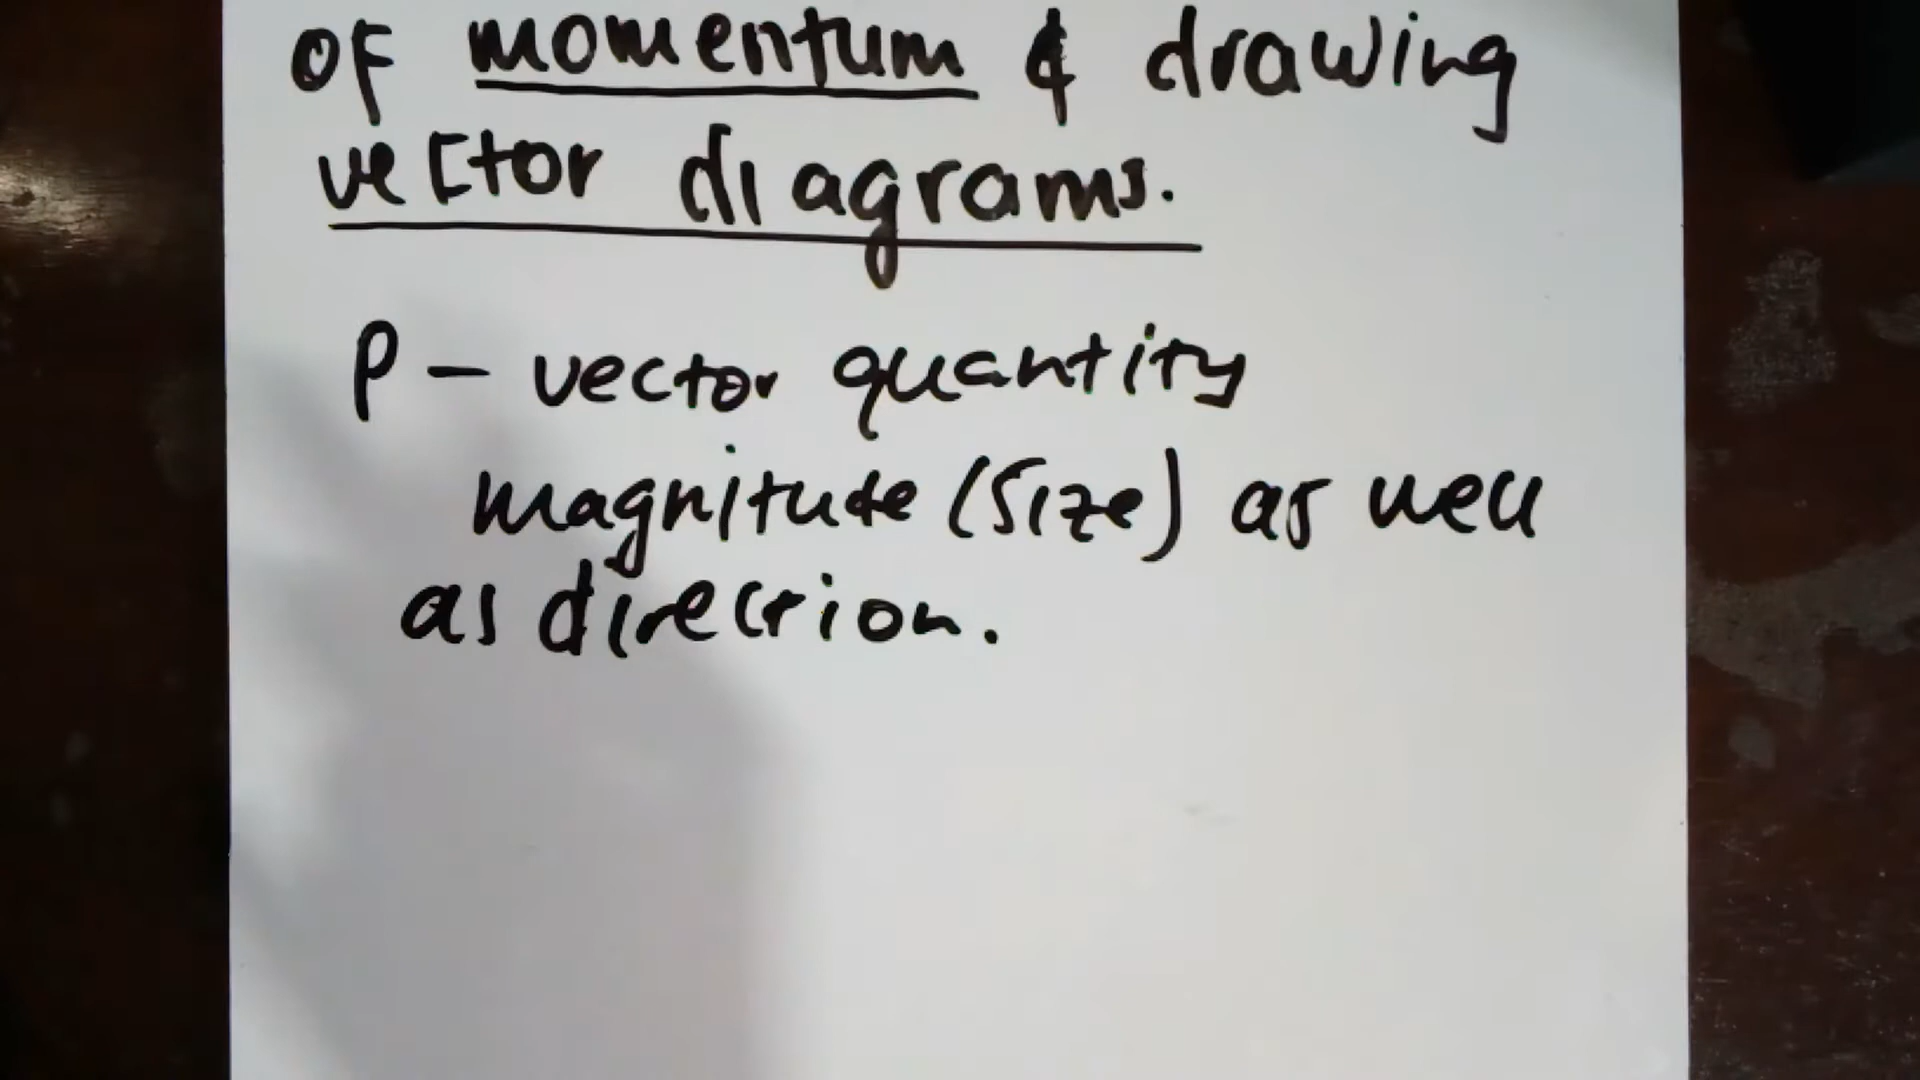 of momentum & drawing
vector diagrams.
P - vector quantity
magnitude (size) as well
as direction.